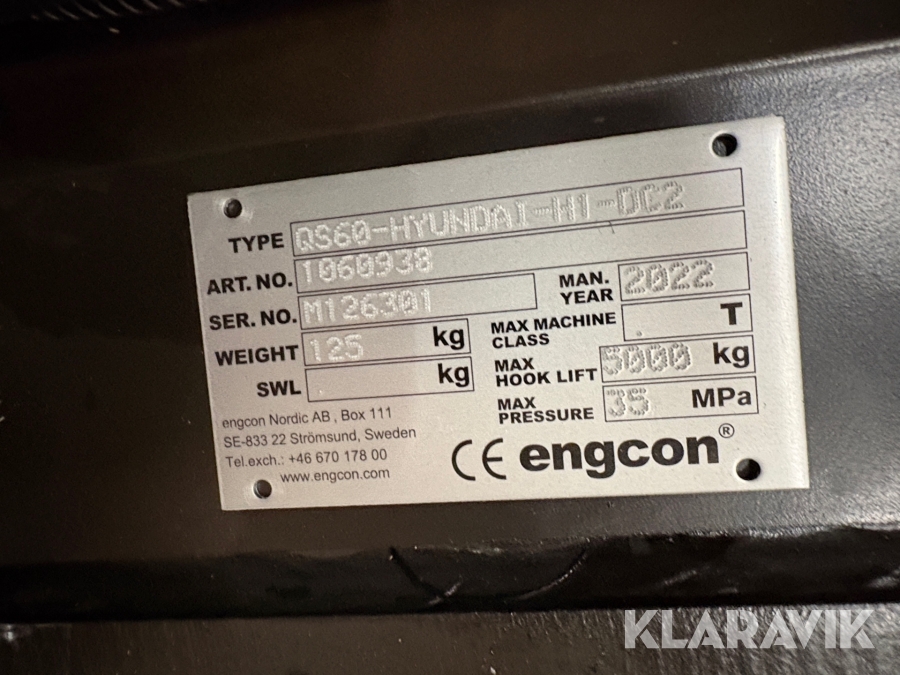 TYPE QS60-HYUNDAI-H1-DC2
ART. NO. 1060938
SER. NO. M126301 MAN. YEAR 2022
WEIGHT 125 kg MAX MACHINE CLASS T
SWL kg MAX HOOK LIFT 5000 kg
MAX PRESSURE 35 MPa
engcon Nordic AB, Box 111
SE-833 22 Strömsund, Sweden
Tel.exch.: +46 670 178 00
www.engcon.com
CE engcon®
KLARAVIK